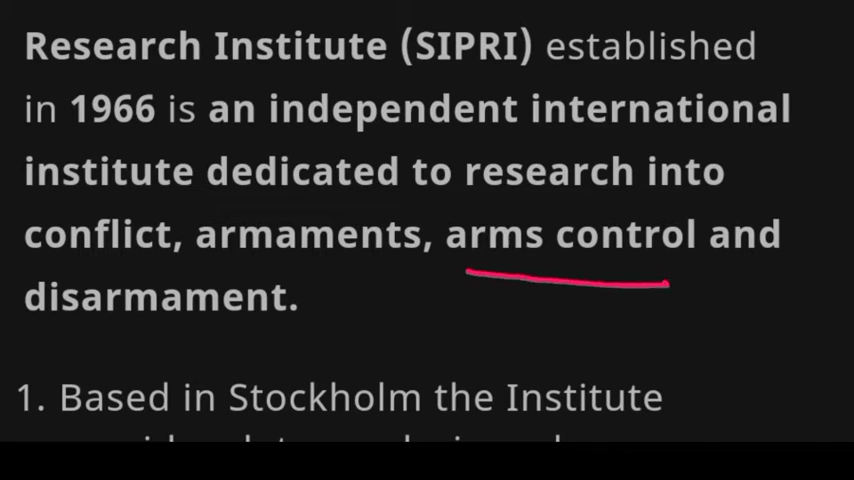 Research Institute (SIPRI) established
in 1966 is an independent international
institute dedicated to research into
conflict, armaments, arms control and
disarmament.
1. Based in Stockholm the Institute